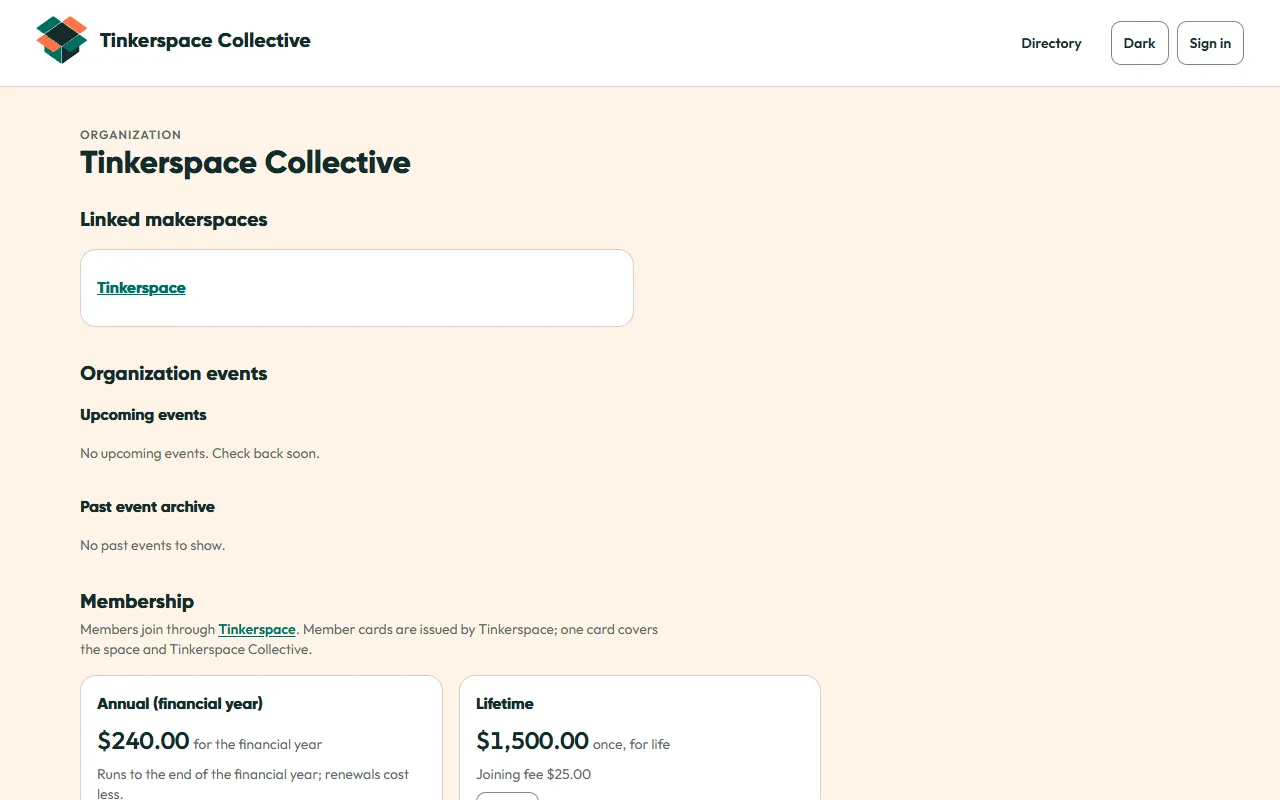 Tinkerspace Collective
Directory
Dark
Sign in
ORGANIZATION
Tinkerspace Collective
Linked makerspaces
Tinkerspace
Organization events
Upcoming events
No upcoming events. Check back soon.
Past event archive
No past events to show.
Membership
Members join through Tinkerspace. Member cards are issued by Tinkerspace; one card covers
the space and Tinkerspace Collective.
Annual (financial year)
$240.00 for the financial year
Runs to the end of the financial year; renewals cost
less.
Lifetime
$1,500.00 once, for life
Joining fee $25.00